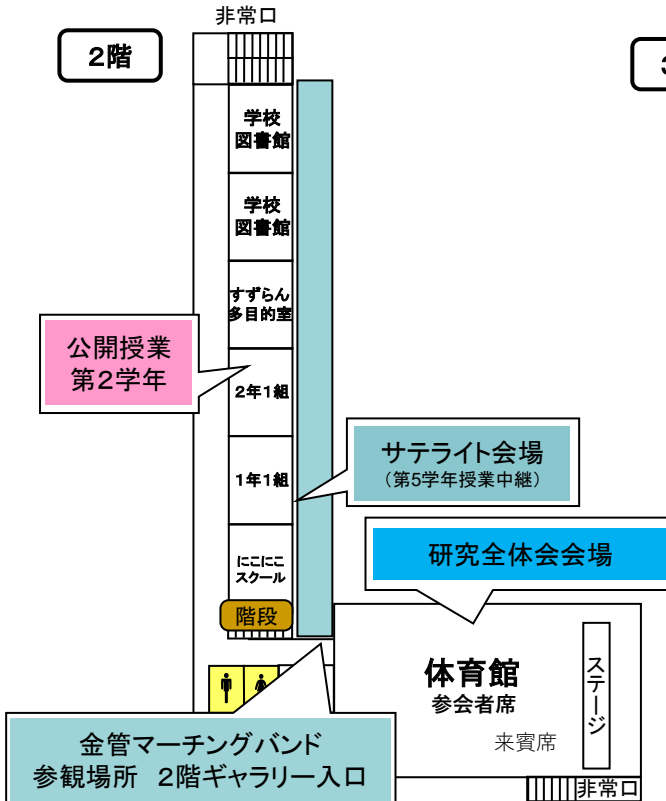 非常口
2階
学校
図書館
学校
図書館
すずらん
多目的室
公開授業
第2学年
2年1組
サテライト会場
（第5学年授業中継）
1年1組
研究全体会会場
にこにこ
スクール
階段
体育館
参会者席
来賓席
ステージ
金管マーチングバンド
参観場所　2階ギャラリー入口
非常口